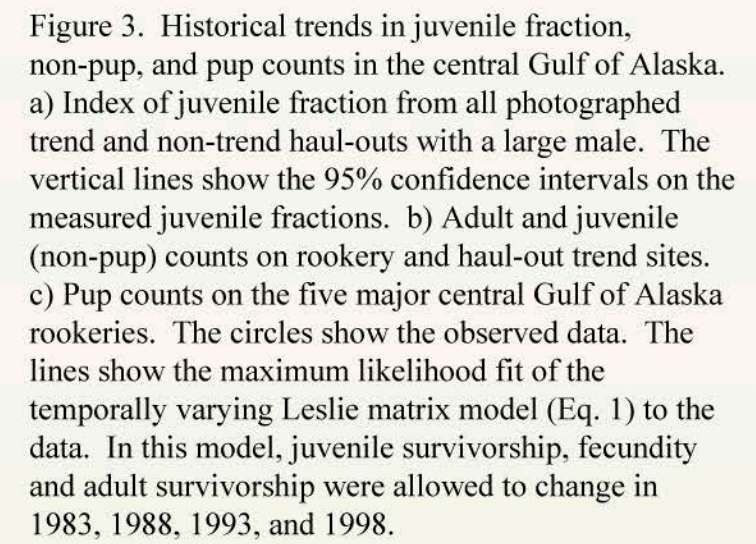 Figure 3.  Historical trends in juvenile fraction,
non-pup, and pup counts in the central Gulf of Alaska.
a) Index of juvenile fraction from all photographed
trend and non-trend haul-outs with a large male.  The
vertical lines show the 95% confidence intervals on the
measured juvenile fractions.  b) Adult and juvenile
(non-pup) counts on rookery and haul-out trend sites.
c) Pup counts on the five major central Gulf of Alaska
rookeries.  The circles show the observed data.  The
lines show the maximum likelihood fit of the
temporally varying Leslie matrix model (Eq. 1) to the
data.  In this model, juvenile survivorship, fecundity
and adult survivorship were allowed to change in
1983, 1988, 1993, and 1998.